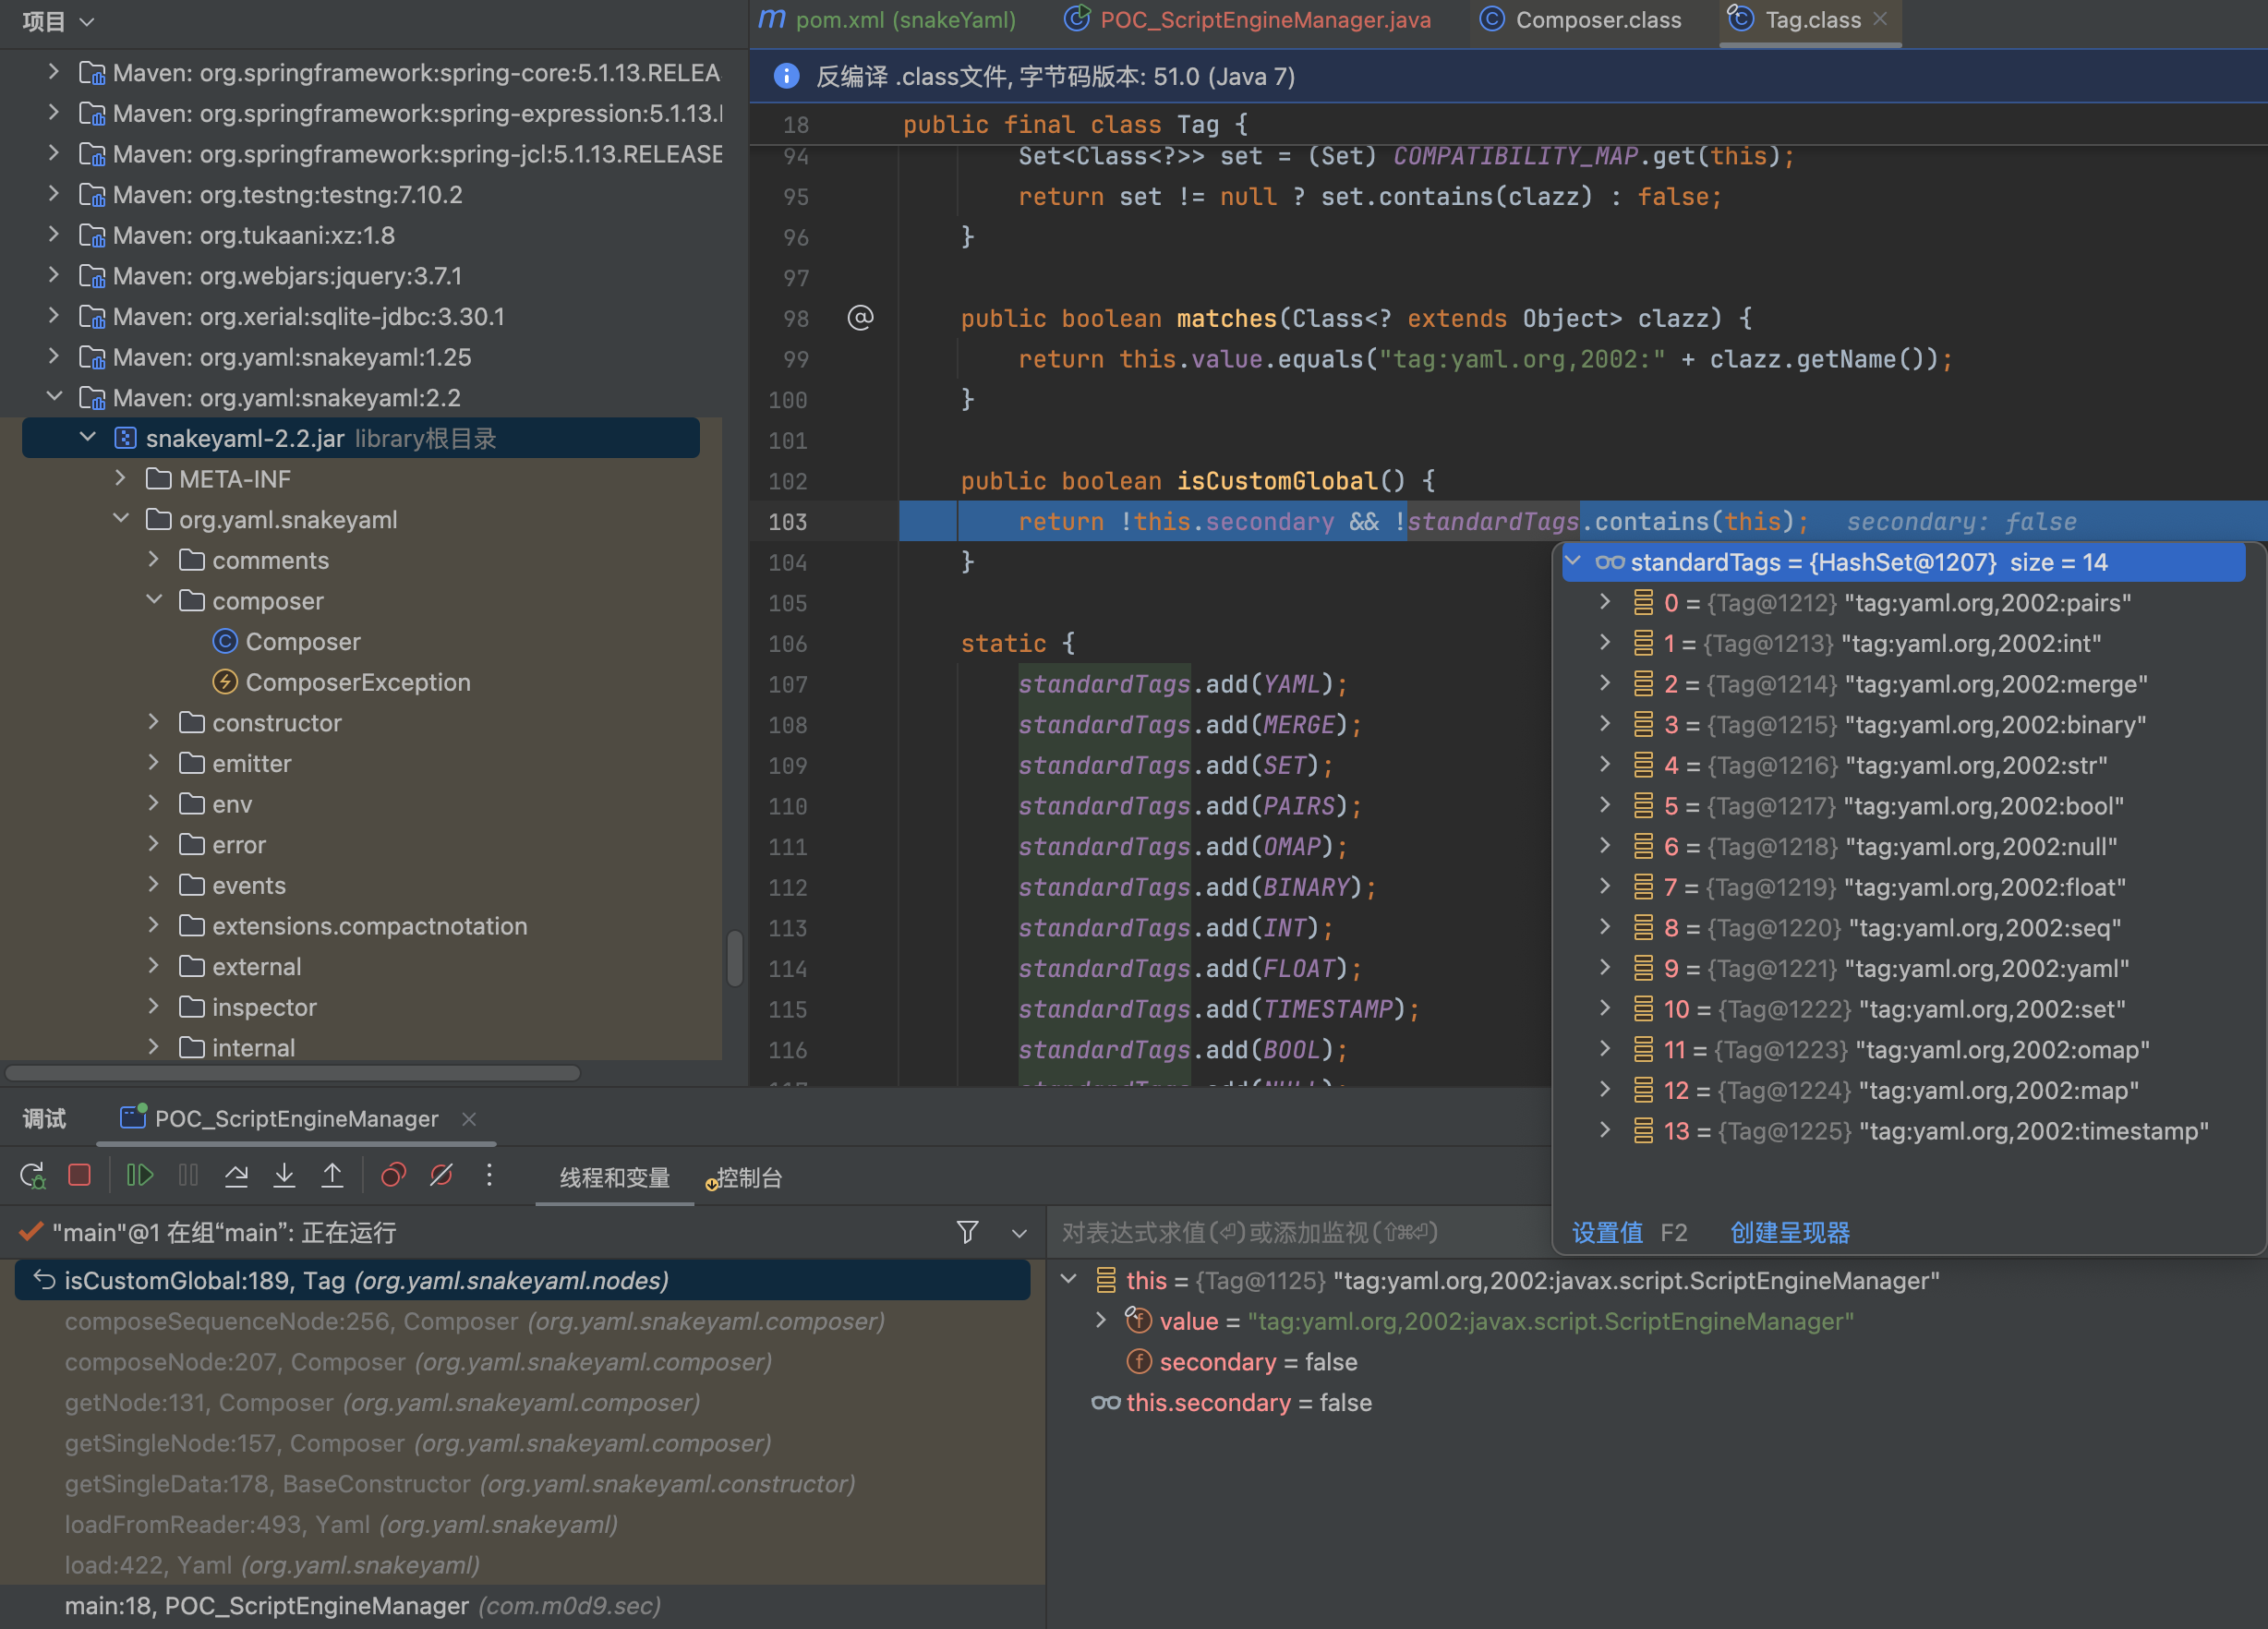 项目
Maven: org.springframework:spring-core:5.1.13.RELEA
Maven: org.springframework:spring-expression:5.1.13.
Maven: org.springframework:spring-jcl:5.1.13.RELEASE
Maven: org.testng:testng:7.10.2
Maven: org.tukaani:xz:1.8
Maven: org.webjars:jquery:3.7.1
Maven: org.xerial:sqlite-jdbc:3.30.1
Maven: org.yaml:snakeyaml:1.25
Maven: org.yaml:snakeyaml:2.2
snakeyaml-2.2.jar library根目录
META-INF
org.yaml.snakeyaml
comments
composer
Composer
ComposerException
constructor
emitter
env
error
events
extensions.compactnotation
external
inspector
internal
pom.xml (snakeYaml) POC_ScriptEngineManager.java Composer.class Tag.class
反编译 .class文件, 字节码版本: 51.0 (Java 7)
18 public final class Tag {
94 Set<Class<?>> set = (Set) COMPATIBILITY_MAP.get(this);
95 return set != null ? set.contains(clazz) : false;
96 }
97
98 @ public boolean matches(Class<? extends Object> clazz) {
99 return this.value.equals("tag:yaml.org,2002:" + clazz.getName());
100 }
101
102 public boolean isCustomGlobal() {
103 return !this.secondary && !standardTags.contains(this); secondary: false
104 }
105
106 static {
107 standardTags.add(YAML);
108 standardTags.add(MERGE);
109 standardTags.add(SET);
110 standardTags.add(PAIRS);
111 standardTags.add(OMAP);
112 standardTags.add(BINARY);
113 standardTags.add(INT);
114 standardTags.add(FLOAT);
115 standardTags.add(TIMESTAMP);
116 standardTags.add(BOOL);
117 standardTags.add(NULL);
standardTags = {HashSet@1207} size = 14
0 = {Tag@1212} "tag:yaml.org,2002:pairs"
1 = {Tag@1213} "tag:yaml.org,2002:int"
2 = {Tag@1214} "tag:yaml.org,2002:merge"
3 = {Tag@1215} "tag:yaml.org,2002:binary"
4 = {Tag@1216} "tag:yaml.org,2002:str"
5 = {Tag@1217} "tag:yaml.org,2002:bool"
6 = {Tag@1218} "tag:yaml.org,2002:null"
7 = {Tag@1219} "tag:yaml.org,2002:float"
8 = {Tag@1220} "tag:yaml.org,2002:seq"
9 = {Tag@1221} "tag:yaml.org,2002:yaml"
10 = {Tag@1222} "tag:yaml.org,2002:set"
11 = {Tag@1223} "tag:yaml.org,2002:omap"
12 = {Tag@1224} "tag:yaml.org,2002:map"
13 = {Tag@1225} "tag:yaml.org,2002:timestamp"
设置值 F2 创建呈现器
调试 POC_ScriptEngineManager
线程和变量 控制台
"main"@1 在组“main”: 正在运行
isCustomGlobal:189, Tag (org.yaml.snakeyaml.nodes)
composeSequenceNode:256, Composer (org.yaml.snakeyaml.composer)
composeNode:207, Composer (org.yaml.snakeyaml.composer)
getNode:131, Composer (org.yaml.snakeyaml.composer)
getSingleNode:157, Composer (org.yaml.snakeyaml.composer)
getSingleData:178, BaseConstructor (org.yaml.snakeyaml.constructor)
loadFromReader:493, Yaml (org.yaml.snakeyaml)
load:422, Yaml (org.yaml.snakeyaml)
main:18, POC_ScriptEngineManager (com.m0d9.sec)
对表达式求值(⏎)或添加监视(⇧⌘⏎)
this = {Tag@1125} "tag:yaml.org,2002:javax.script.ScriptEngineManager"
value = "tag:yaml.org,2002:javax.script.ScriptEngineManager"
secondary = false
this.secondary = false